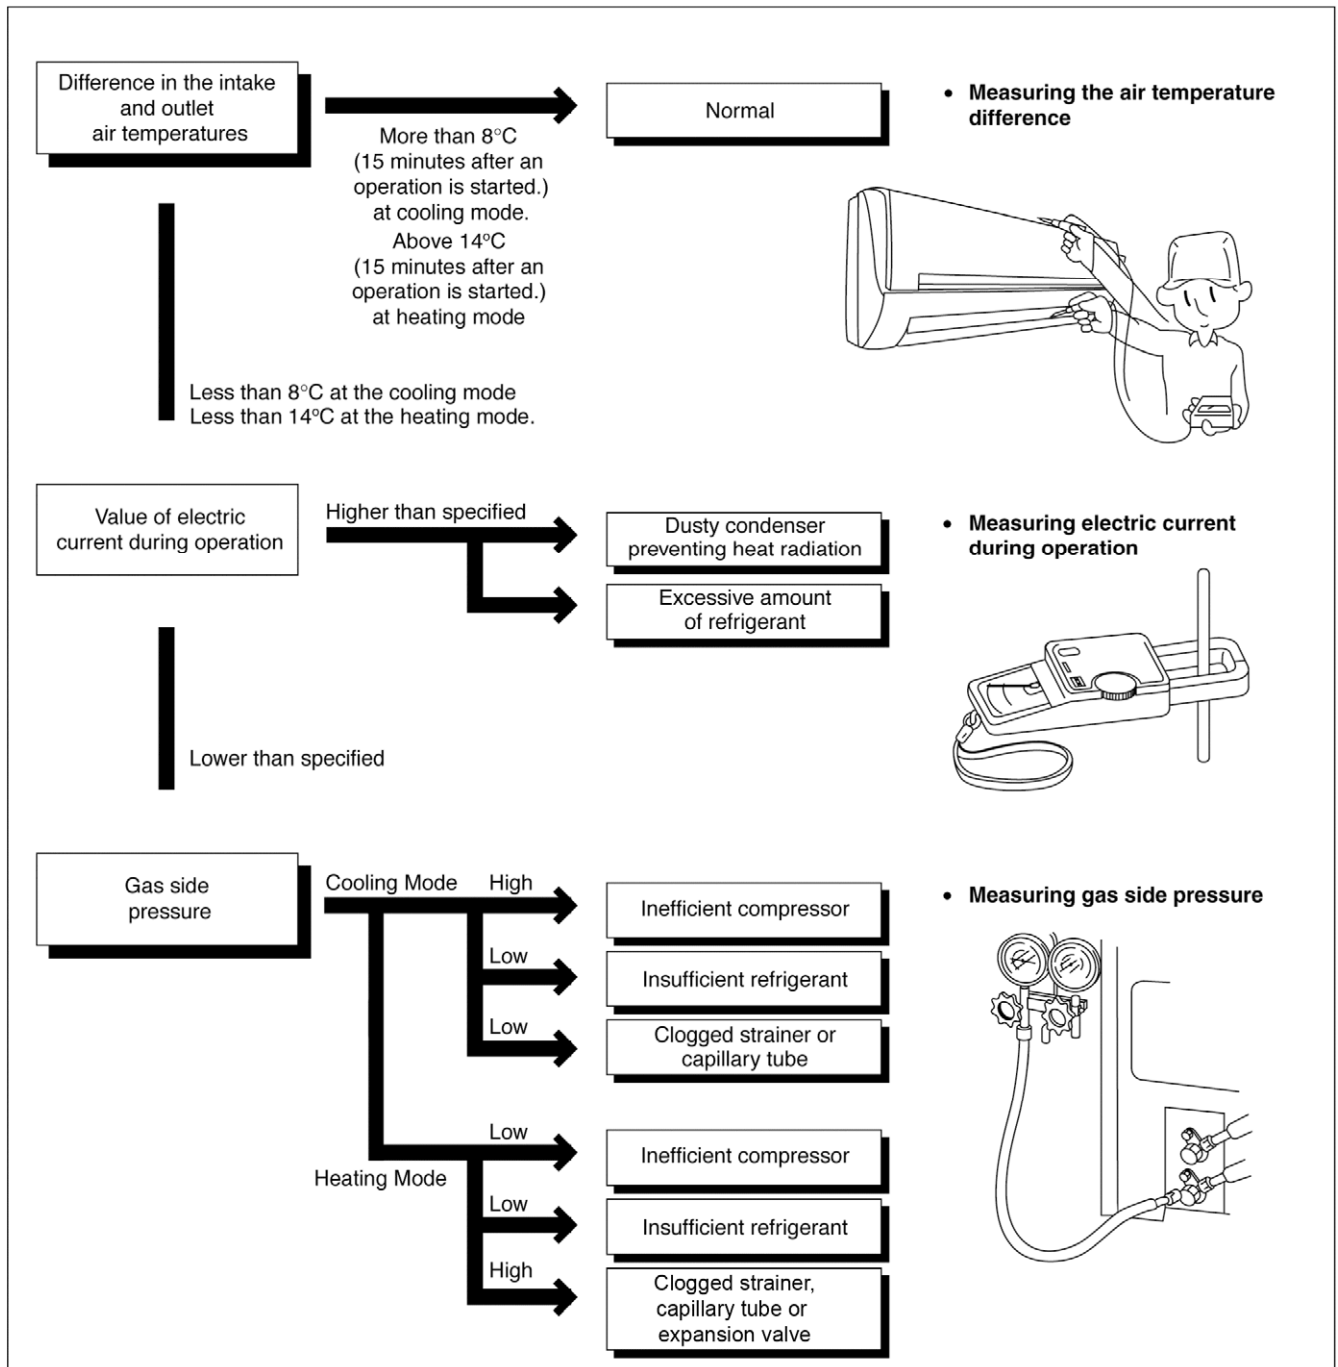 Difference in the intake
and outlet
air temperatures
More than 8°C
(15 minutes after an
operation is started.)
at cooling mode.
Above 14°C
(15 minutes after an
operation is started.)
at heating mode
Normal
• Measuring the air temperature
difference
Less than 8°C at the cooling mode
Less than 14°C at the heating mode.
Value of electric
current during operation
Higher than specified
Dusty condenser
preventing heat radiation
Excessive amount
of refrigerant
• Measuring electric current
during operation
Lower than specified
Gas side
pressure
Cooling Mode
High
Inefficient compressor
Low
Insufficient refrigerant
Low
Clogged strainer or
capillary tube
Heating Mode
Low
Inefficient compressor
Low
Insufficient refrigerant
High
Clogged strainer,
capillary tube or
expansion valve
• Measuring gas side pressure